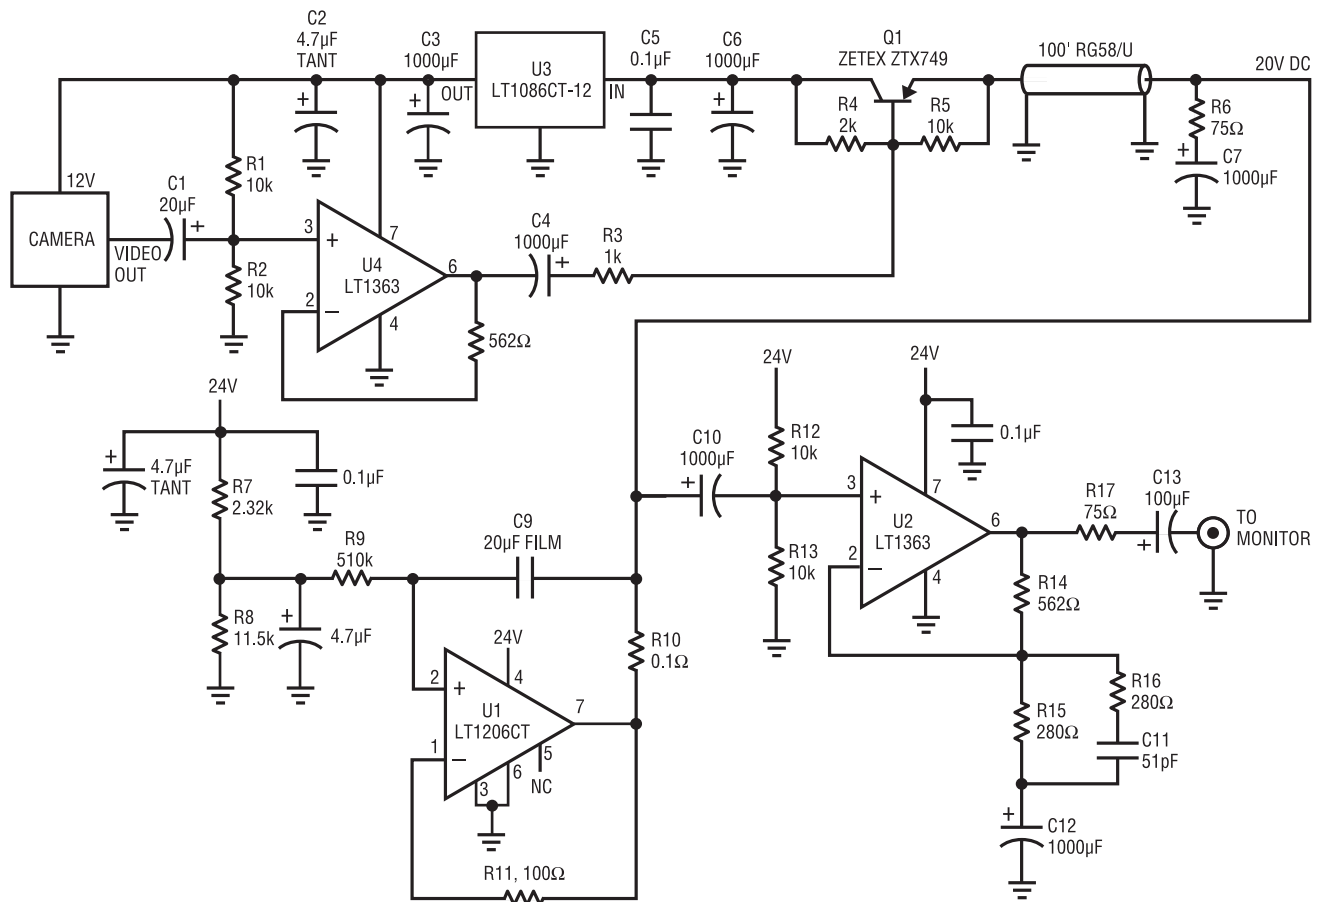 C2
4.7µF
TANT
C3
1000µF
OUT
U3
LT1086CT-12
IN
C5
0.1µF
C6
1000µF
Q1
ZETEX ZTX749
R4
2k
R5
10k
100' RG58/U
20V DC
R6
75Ω
C7
1000µF
+
+
+
+
12V
CAMERA
VIDEO
OUT
C1
20µF
+
R1
10k
R2
10k
3
+
7
U4
LT1363
6
2
–
4
562Ω
C4
1000µF
+
R3
1k
24V
+
4.7µF
TANT
0.1µF
R7
2.32k
R9
510k
C9
20µF FILM
R8
11.5k
+
4.7µF
R10
0.1Ω
24V
4
2
+
U1
LT1206CT
7
1
–
3
6
5
NC
R11, 100Ω
24V
24V
C10
1000µF
+
R12
10k
R13
10k
0.1µF
3
+
7
U2
LT1363
6
2
–
4
R17
75Ω
C13
100µF
+
TO
MONITOR
R14
562Ω
R15
280Ω
R16
280Ω
C11
51pF
+
C12
1000µF